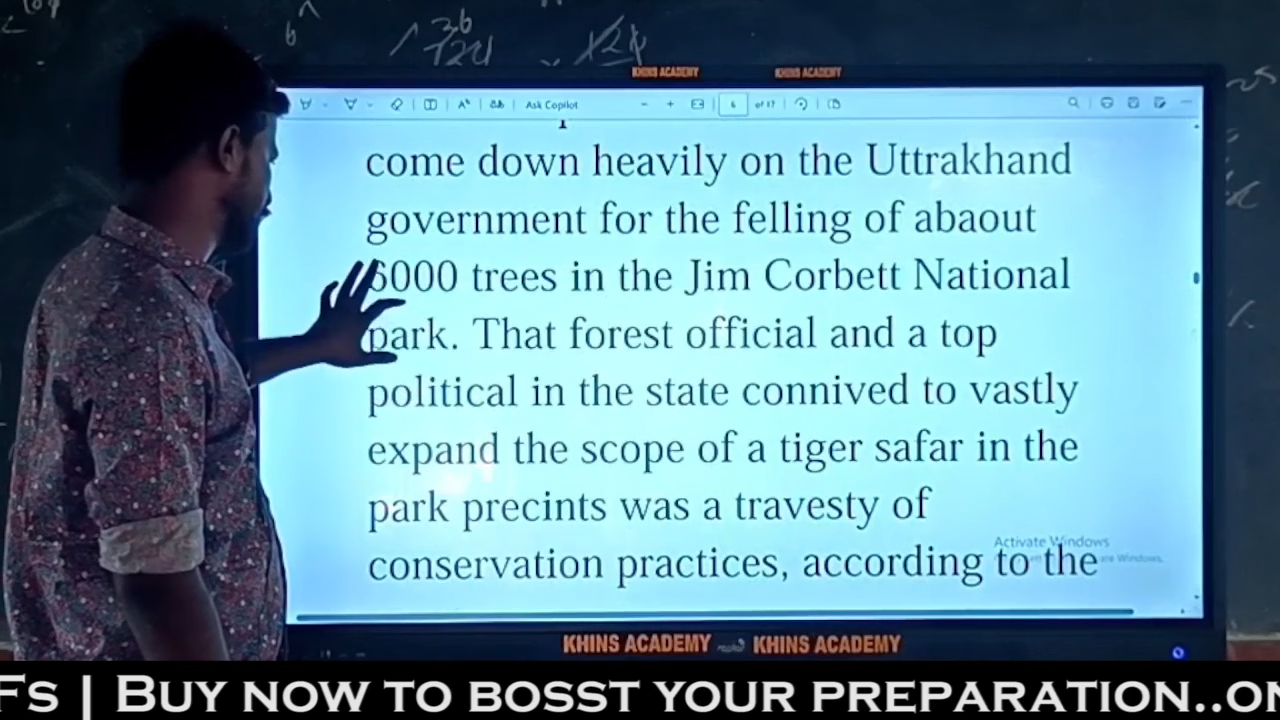 KHINS ACADEMY KHINS ACADEMY
Ask Copilot 6 of 17
come down heavily on the Uttrakhand
government for the felling of abaout
6000 trees in the Jim Corbett National
park. That forest official and a top
political in the state connived to vastly
expand the scope of a tiger safar in the
park precints was a travesty of
Activate Windows
conservation practices, according to the
KHINS ACADEMY KHINS ACADEMY
Fs | BUY NOW TO BOSST YOUR PREPARATION..ON